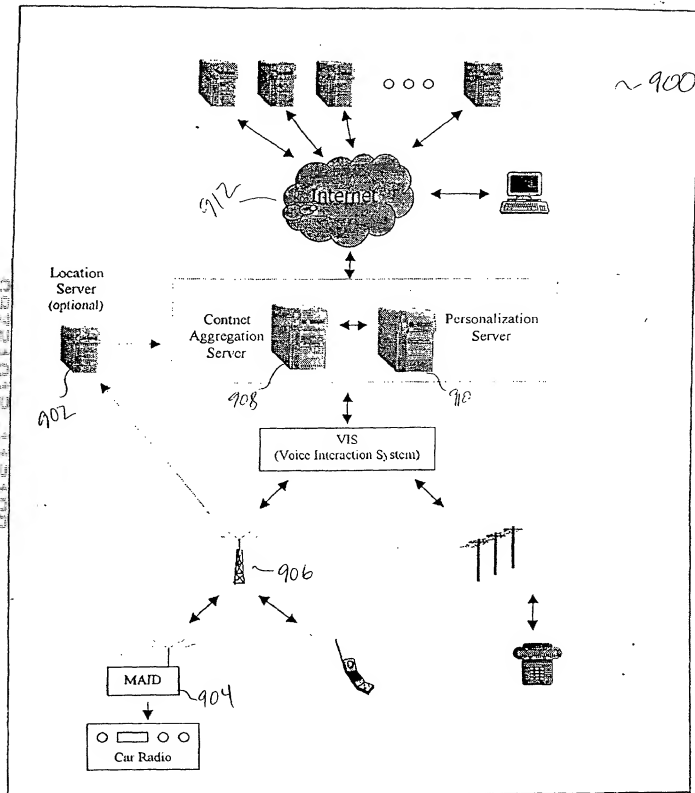 ~ 900
Internet
912
Location
Server
(optional)
Contnet
Aggregation
Server
Personalization
Server
902
908
910
VIS
(Voice Interaction System)
906
MAID
904
Car Radio